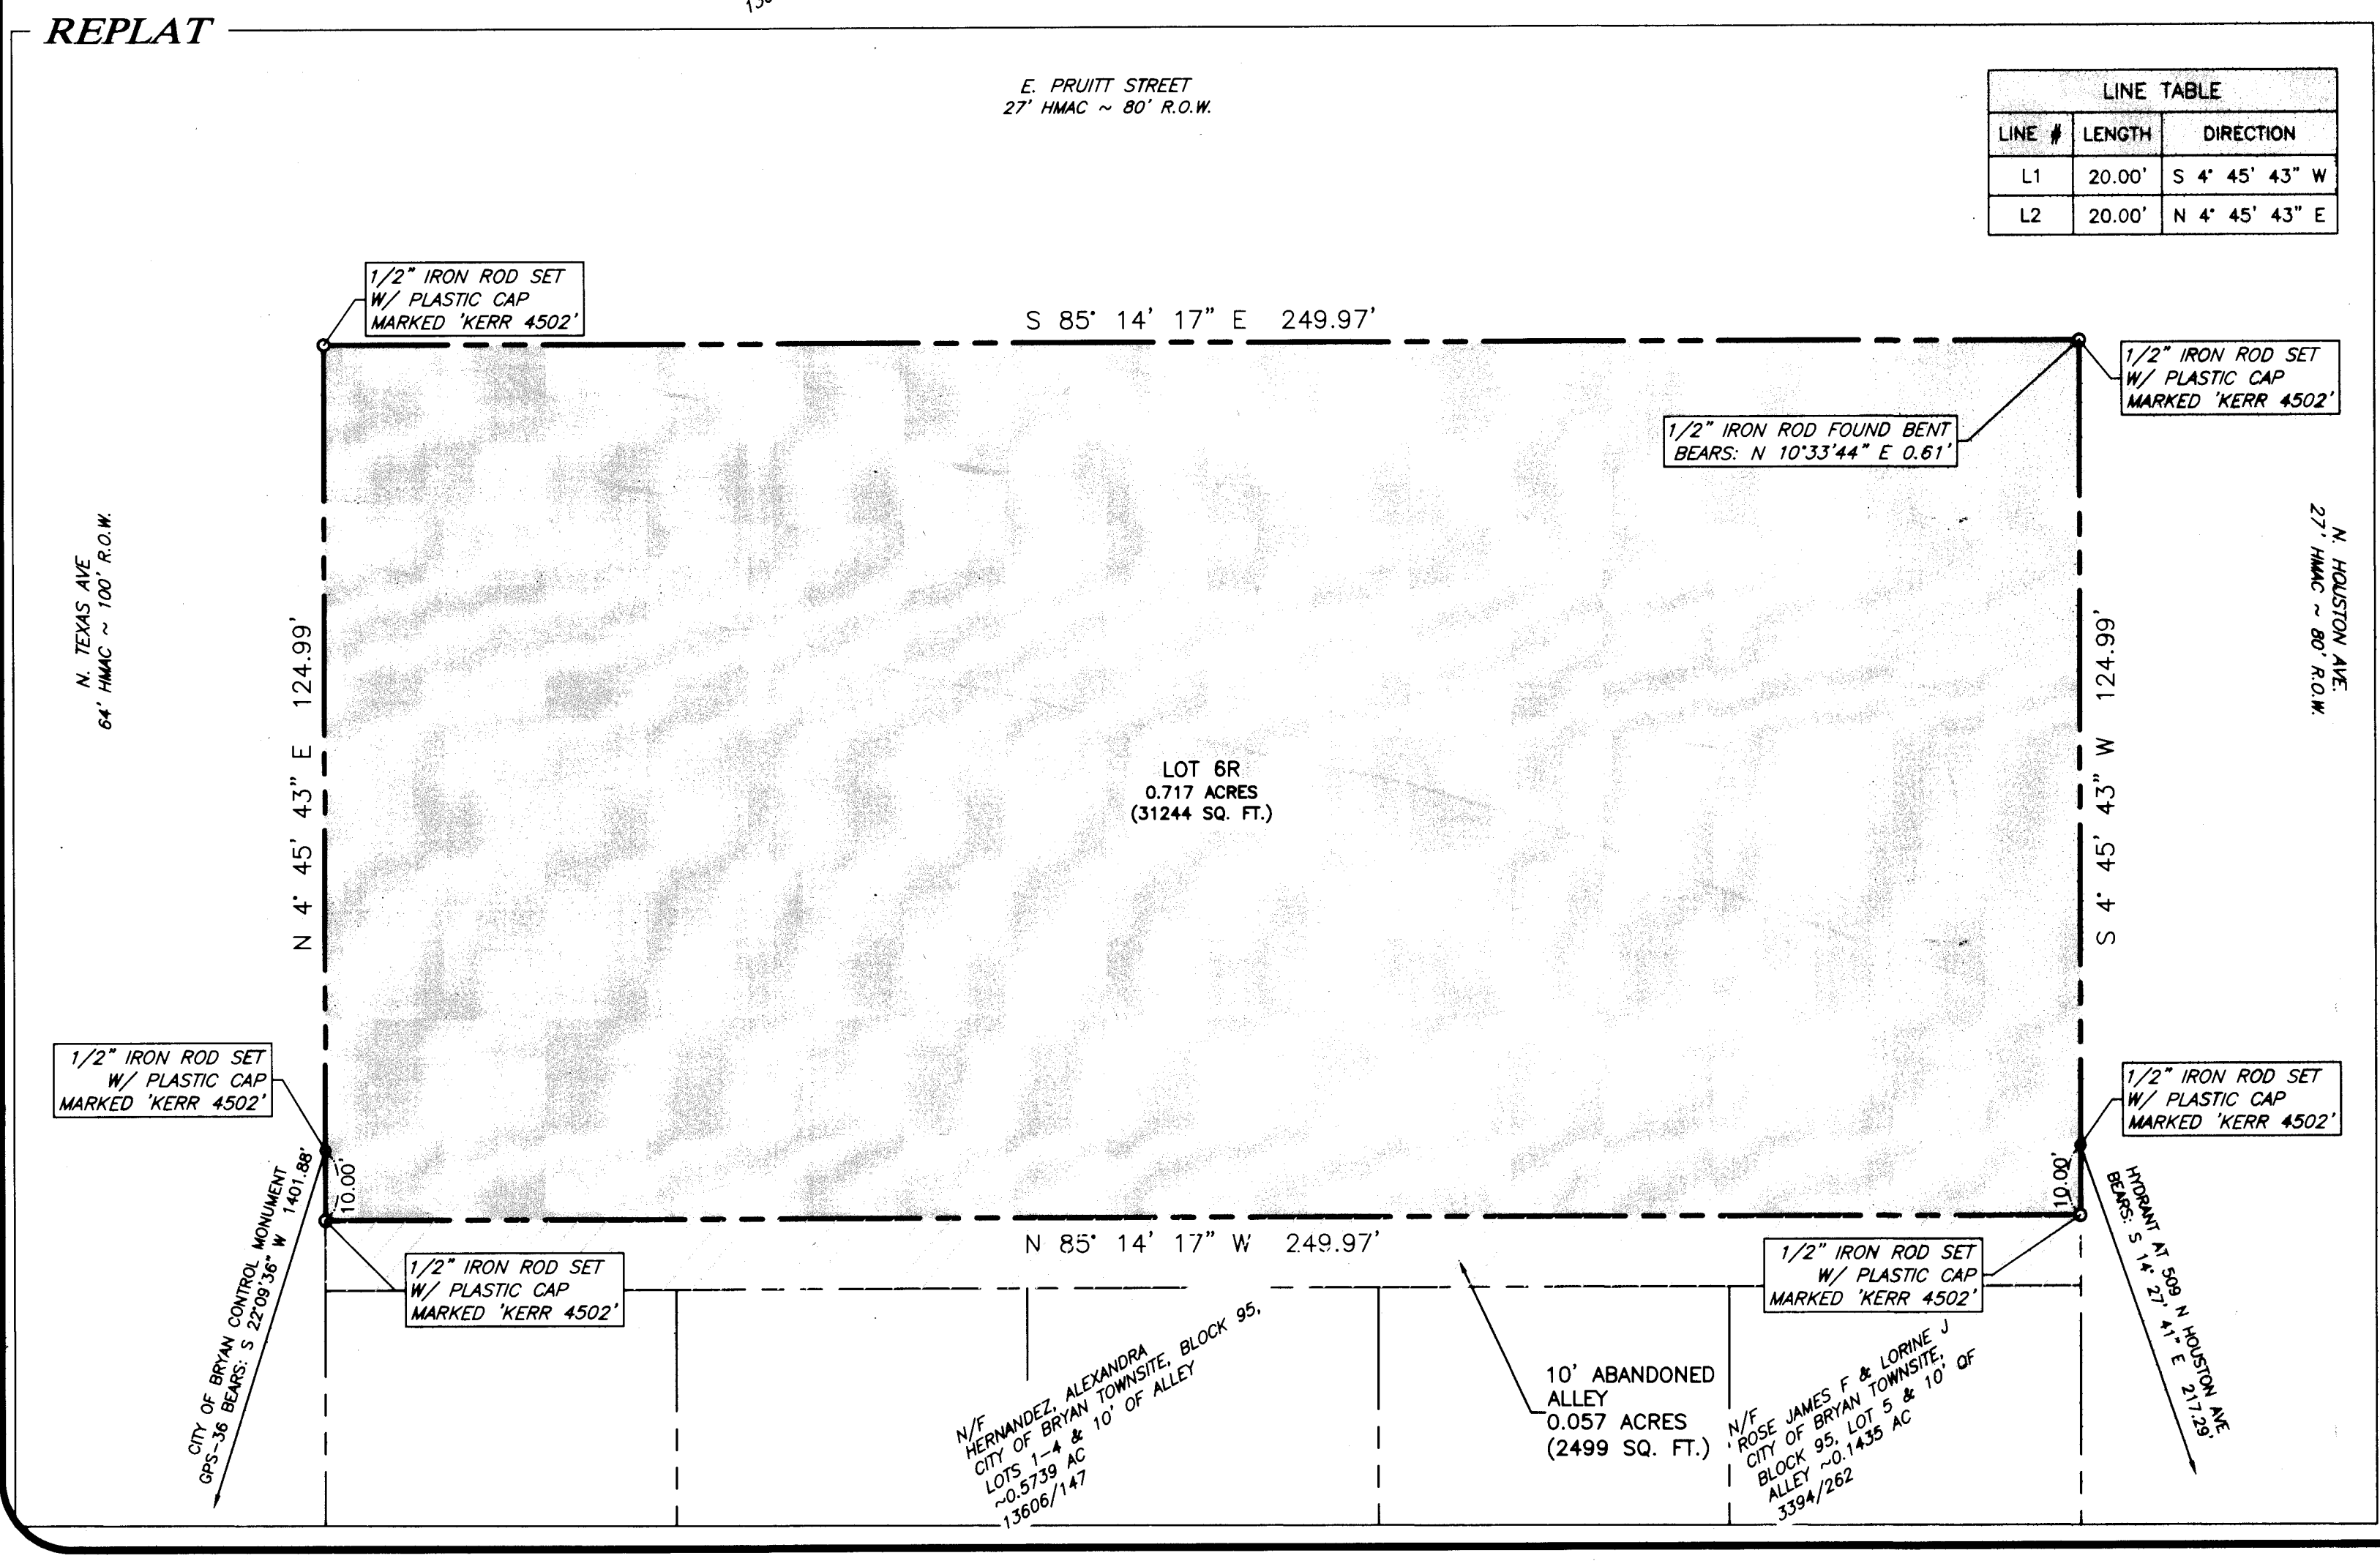 REPLAT
E. PRUITT STREET
27' HMAC ~ 80' R.O.W.
LINE TABLE
LINE # LENGTH DIRECTION
L1 20.00' S 4° 45' 43" W
L2 20.00' N 4° 45' 43" E
1/2" IRON ROD SET
W/ PLASTIC CAP
MARKED 'KERR 4502'
S 85° 14' 17" E 249.97'
1/2" IRON ROD SET
W/ PLASTIC CAP
MARKED 'KERR 4502'
1/2" IRON ROD FOUND BENT
BEARS: N 10°33'44" E 0.61'
N. TEXAS AVE
64' HMAC ~ 100' R.O.W.
N 4° 45' 43" E 124.99'
LOT 6R
0.717 ACRES
(31244 SQ. FT.)
S 4° 45' 43" W 124.99'
N. HOUSTON AVE.
27' HMAC ~ 80' R.O.W.
1/2" IRON ROD SET
W/ PLASTIC CAP
MARKED 'KERR 4502'
1/2" IRON ROD SET
W/ PLASTIC CAP
MARKED 'KERR 4502'
10.00'
10.00'
CITY OF BRYAN CONTROL MONUMENT
GPS-36 BEARS: S 22°09'36" W 1401.88'
HYDRANT AT 509 N HOUSTON AVE
BEARS: S 14° 27' 41" E 217.29'
N 85° 14' 17" W 249.97'
1/2" IRON ROD SET
W/ PLASTIC CAP
MARKED 'KERR 4502'
1/2" IRON ROD SET
W/ PLASTIC CAP
MARKED 'KERR 4502'
N/F
HERNANDEZ, ALEXANDRA
CITY OF BRYAN TOWNSITE, BLOCK 95,
LOTS 1-4 & 10' OF ALLEY
~0.5739 AC
13606/147
10' ABANDONED
ALLEY
0.057 ACRES
(2499 SQ. FT.)
N/F
ROSE JAMES F & LORINE J
CITY OF BRYAN TOWNSITE,
BLOCK 95, LOT 5 & 10' OF
ALLEY ~0.1435 AC
3394/262